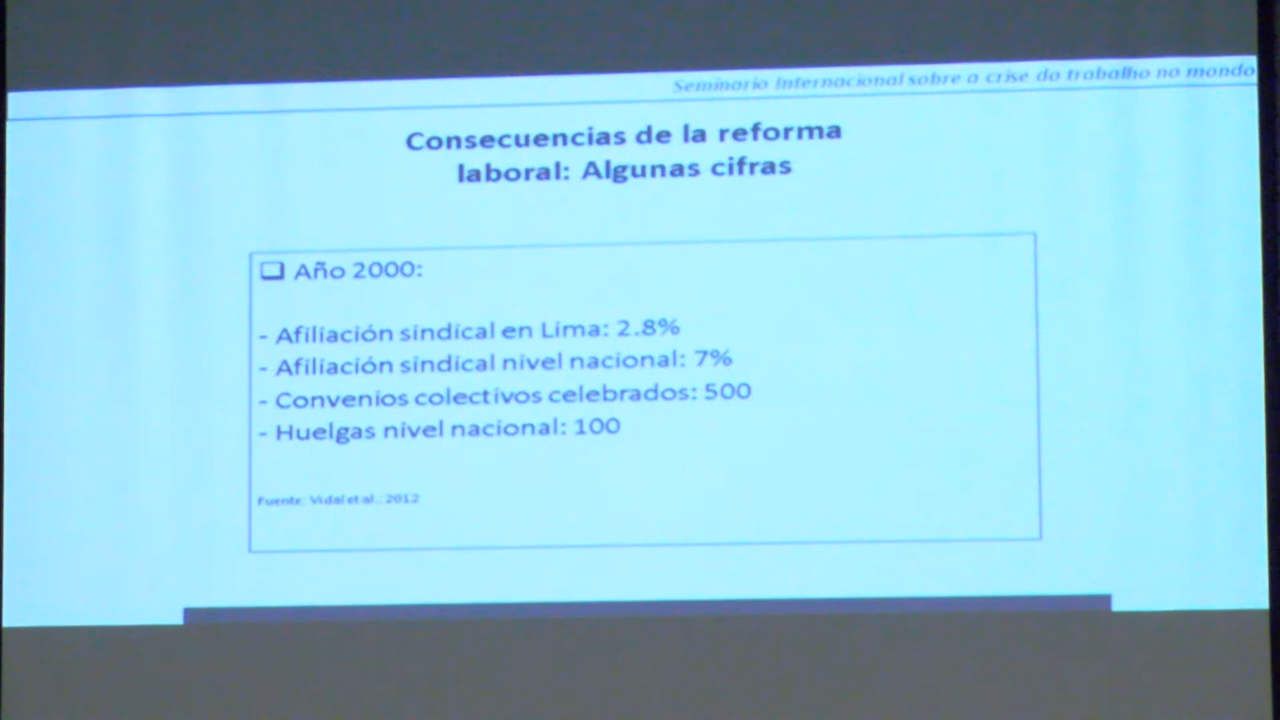 Seminario Internacional sobre a crise do trabalho no mondo
Consecuencias de la reforma
laboral: Algunas cifras
❑ Año 2000:
- Afiliación sindical en Lima: 2.8%
- Afiliación sindical nivel nacional: 7%
- Convenios colectivos celebrados: 500
- Huelgas nivel nacional: 100
Fuente: Vidal et al.: 2012